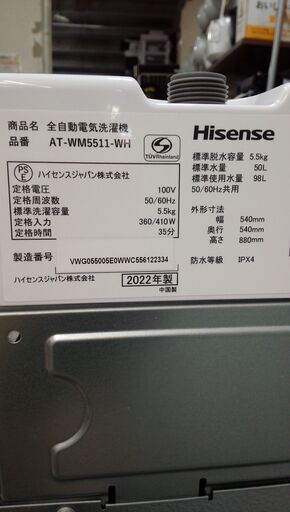 おいし
商品名 全自動電気洗濯機
品番 AT-WM5511-WH
TÜVRheinland
Hisense
PS
E
ハイセンスジャパン株式会社
定格電圧 100V
定格周波数 50/60Hz
標準洗濯容量 5.5kg
定格入力 360/410W
定格時間 35分
標準脱水容量 5.5kg
標準水量 50L
標準使用水量 98L
50/60Hz共用
外形寸法
幅 540mm
奥行 540mm
高さ 880mm
防水等級 IPX4
製造番号 VWG055005E0WWC556122334
ハイセンスジャパン株式会社
2022年製
中国製